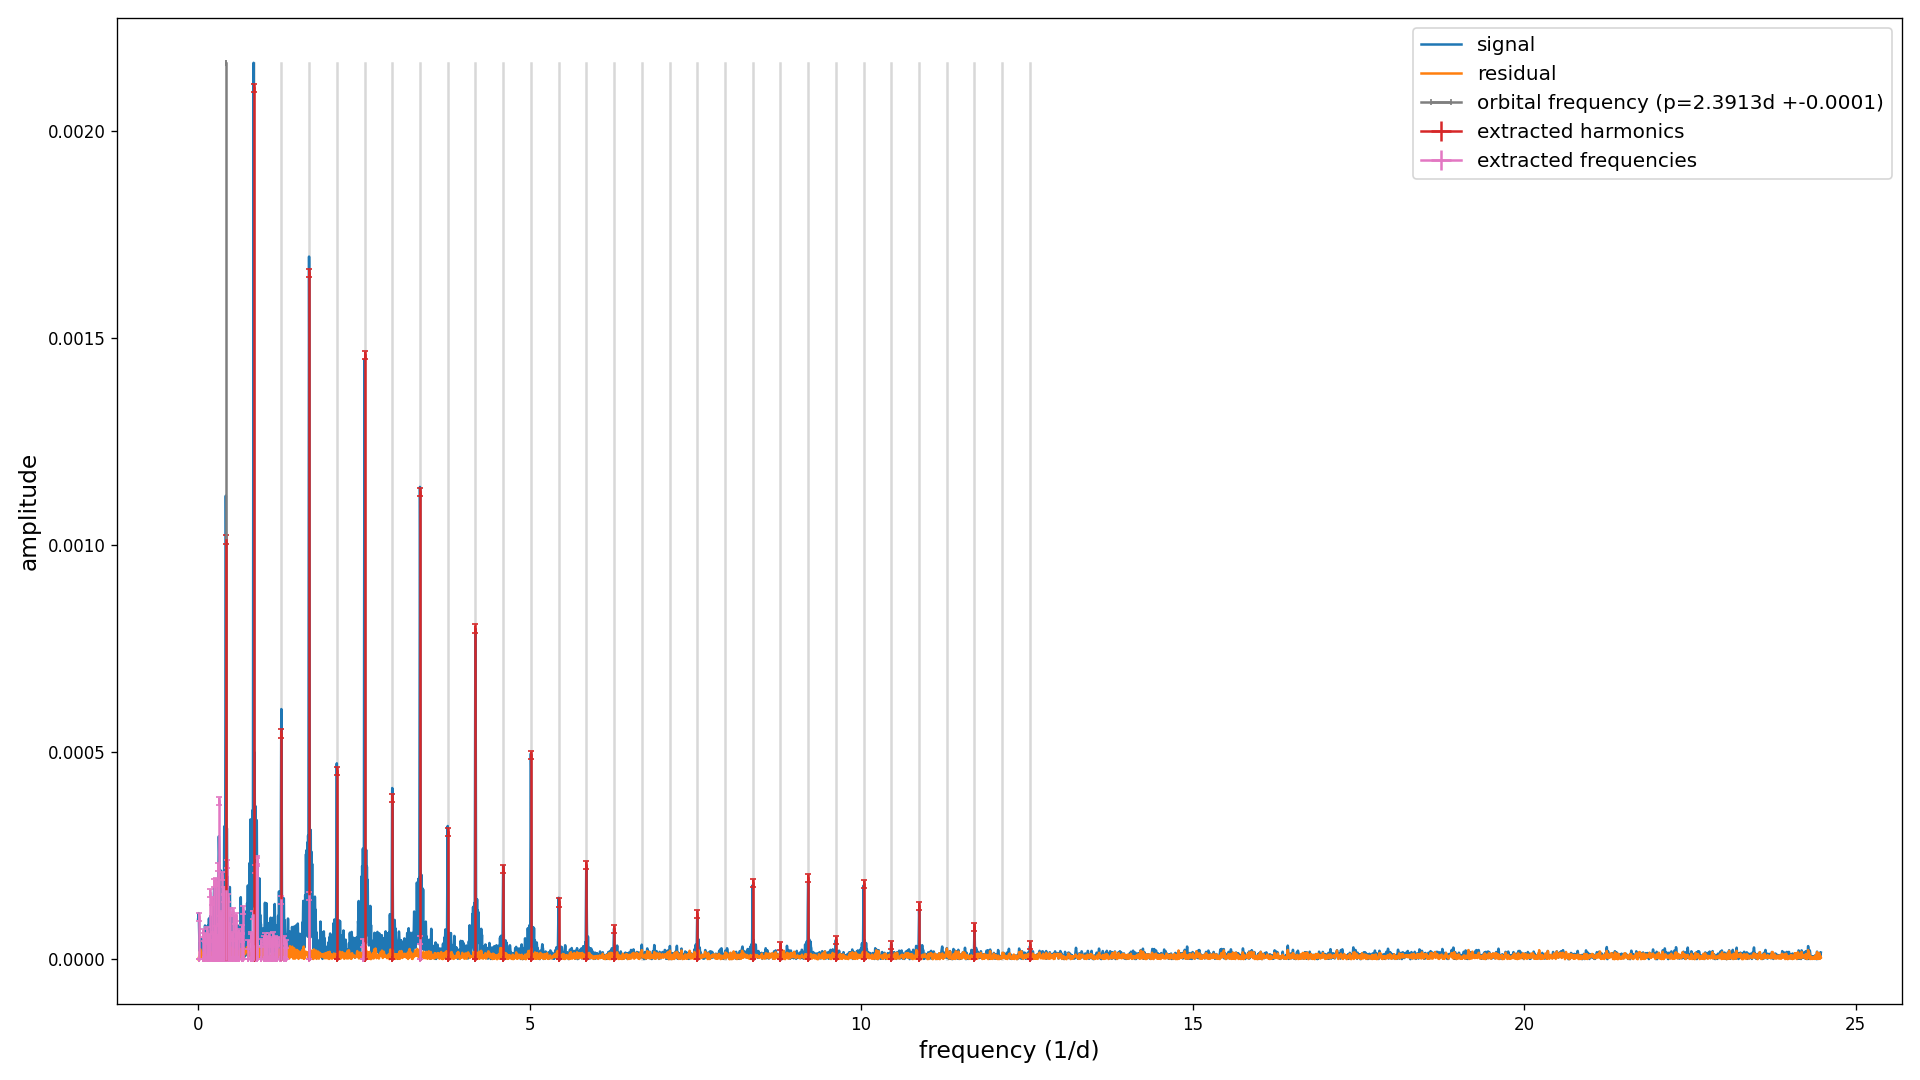 signal
residual
orbital frequency (p=2.3913d +-0.0001)
extracted harmonics
extracted frequencies
amplitude
0.0020
0.0015
0.0010
0.0005
0.0000
0 5 10 15 20 25
frequency (1/d)